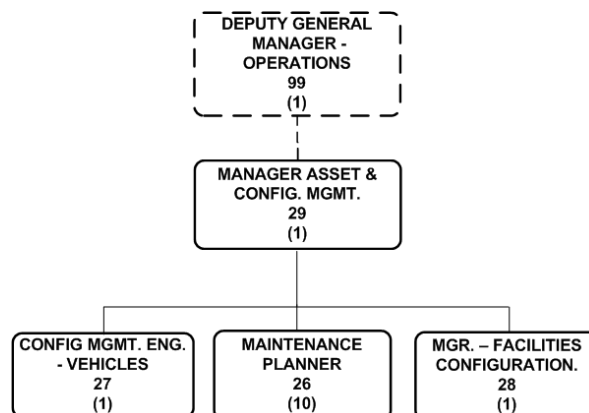 DEPUTY GENERAL
MANAGER -
OPERATIONS
99
(1)
MANAGER ASSET &
CONFIG. MGMT.
29
(1)
CONFIG MGMT. ENG.
- VEHICLES
27
(1)
MAINTENANCE
PLANNER
26
(10)
MGR. – FACILITIES
CONFIGURATION.
28
(1)